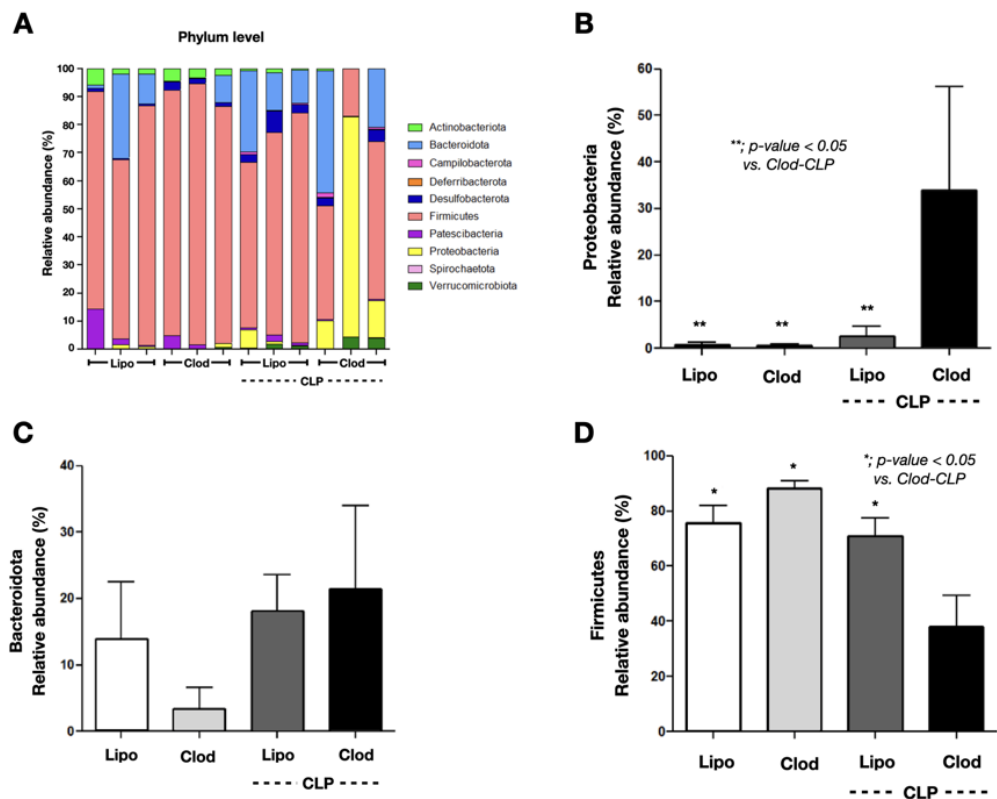 A
Phylum level
Relative abundance (%)
100
90
80
70
60
50
40
30
20
10
0
Actinobacteriota
Bacteroidota
Campilobacterota
Deferribacterota
Desulfobacterota
Firmicutes
Patescibacteria
Proteobacteria
Spirochaetota
Verrucomicrobiota
Lipo
Clod
Lipo
Clod
CLP
B
Proteobacteria
Relative abundance (%)
60
50
40
30
20
10
0
**; p-value < 0.05
vs. Clod-CLP
**
**
**
Lipo
Clod
Lipo
Clod
CLP
C
Bacteroidota
Relative abundance (%)
40
30
20
10
0
Lipo
Clod
Lipo
Clod
CLP
D
Firmicutes
Relative abundance (%)
100
80
60
40
20
0
*; p-value < 0.05
vs. Clod-CLP
*
*
*
Lipo
Clod
Lipo
Clod
CLP